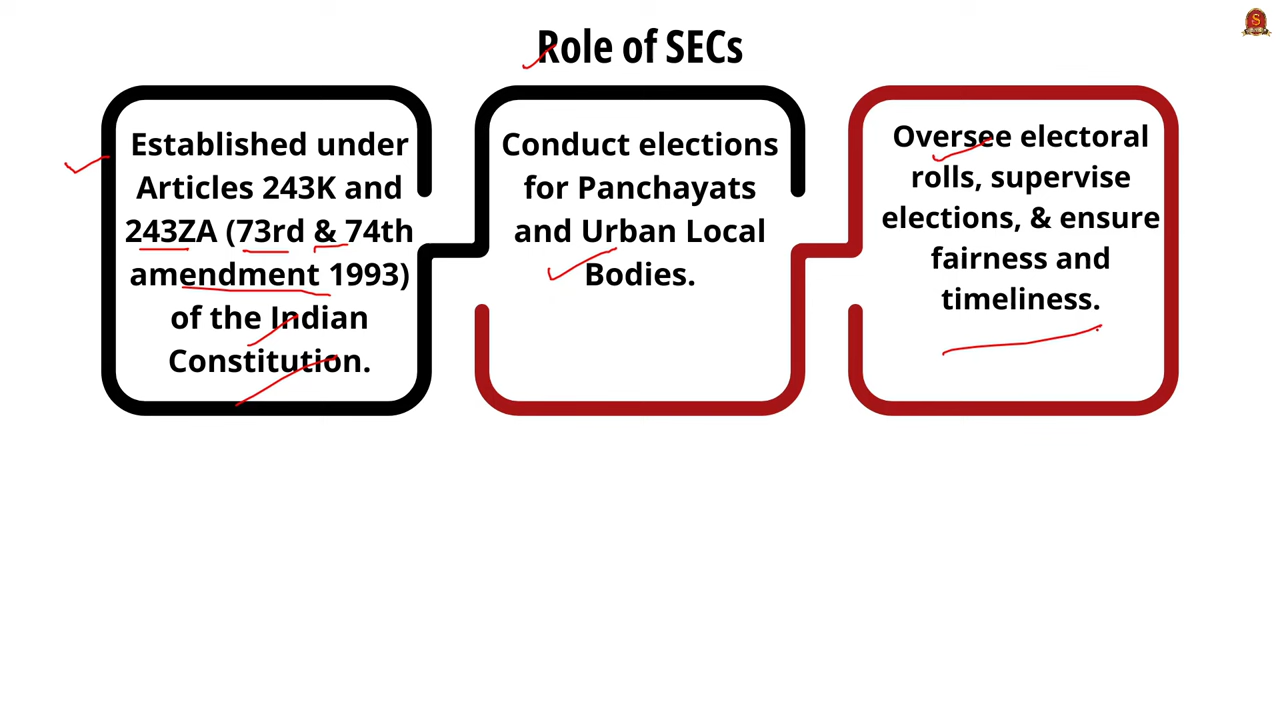 Role of SECs
Established under
Articles 243K and
243ZA (73rd & 74th
amendment 1993)
of the Indian
Constitution.
Conduct elections
for Panchayats
and Urban Local
Bodies.
Oversee electoral
rolls, supervise
elections, & ensure
fairness and
timeliness.